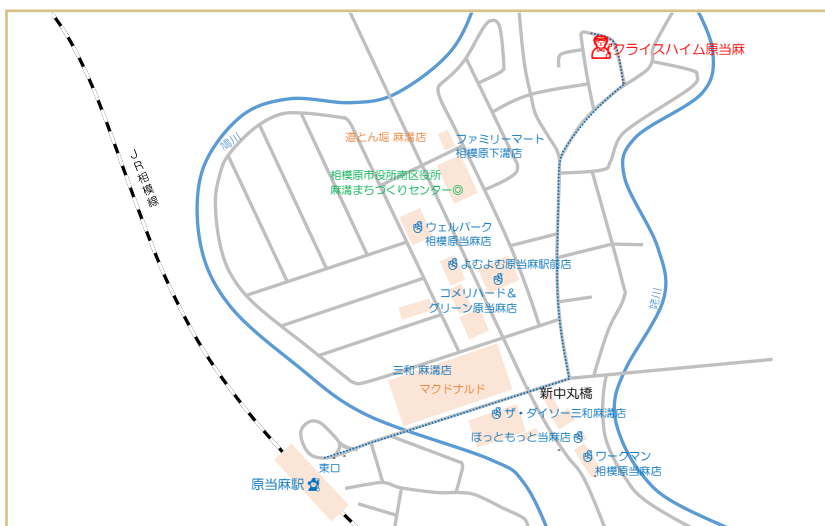 クライスハイム原当麻
鳩川
道とん堀 麻溝店
ファミリーマート
相模原下溝店
JR相模線
相模原市役所南区役所
麻溝まちづくりセンター◎
ウェルパーク
相模原当麻店
よむよむ原当麻駅前店
コメリハード＆
グリーン原当麻店
姥川
三和 麻溝店
マクドナルド
新中丸橋
ザ・ダイソー三和麻溝店
ほっともっと当麻店
ワークマン
相模原当麻店
東口
原当麻駅